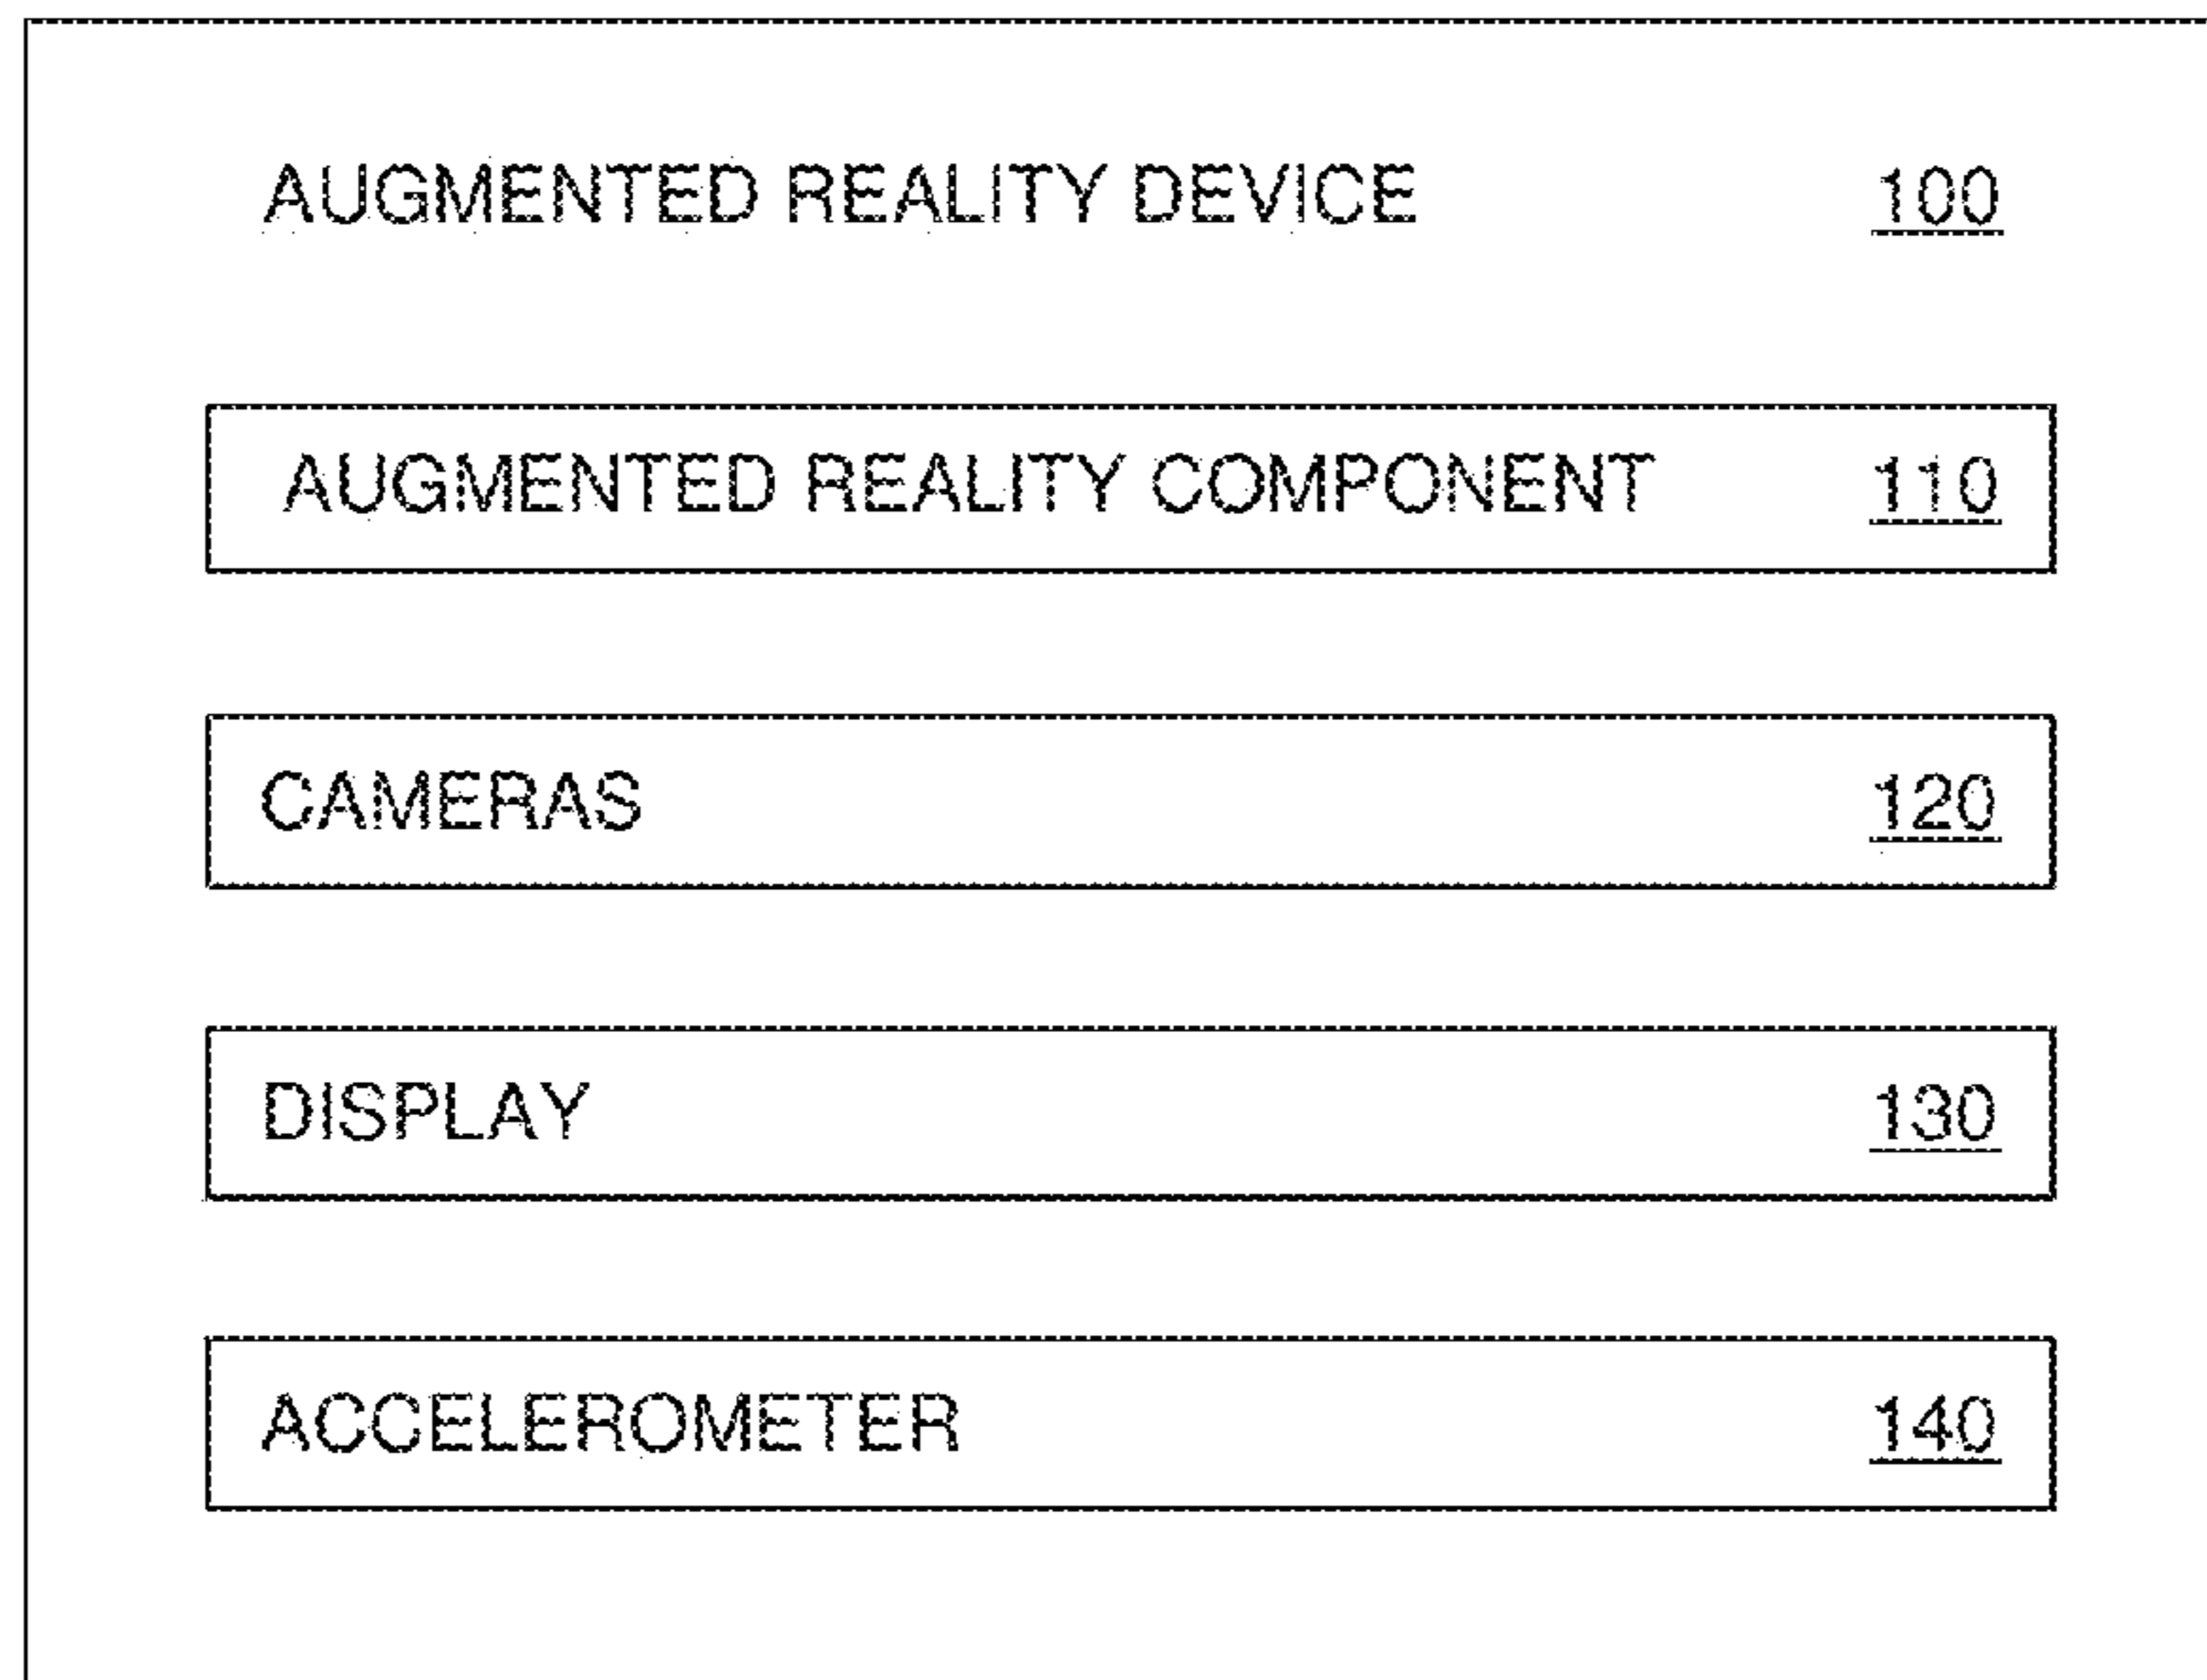 AUGMENTED REALITY DEVICE 100
AUGMENTED REALITY COMPONENT 110
CAMERAS 120
DISPLAY 130
ACCELEROMETER 140